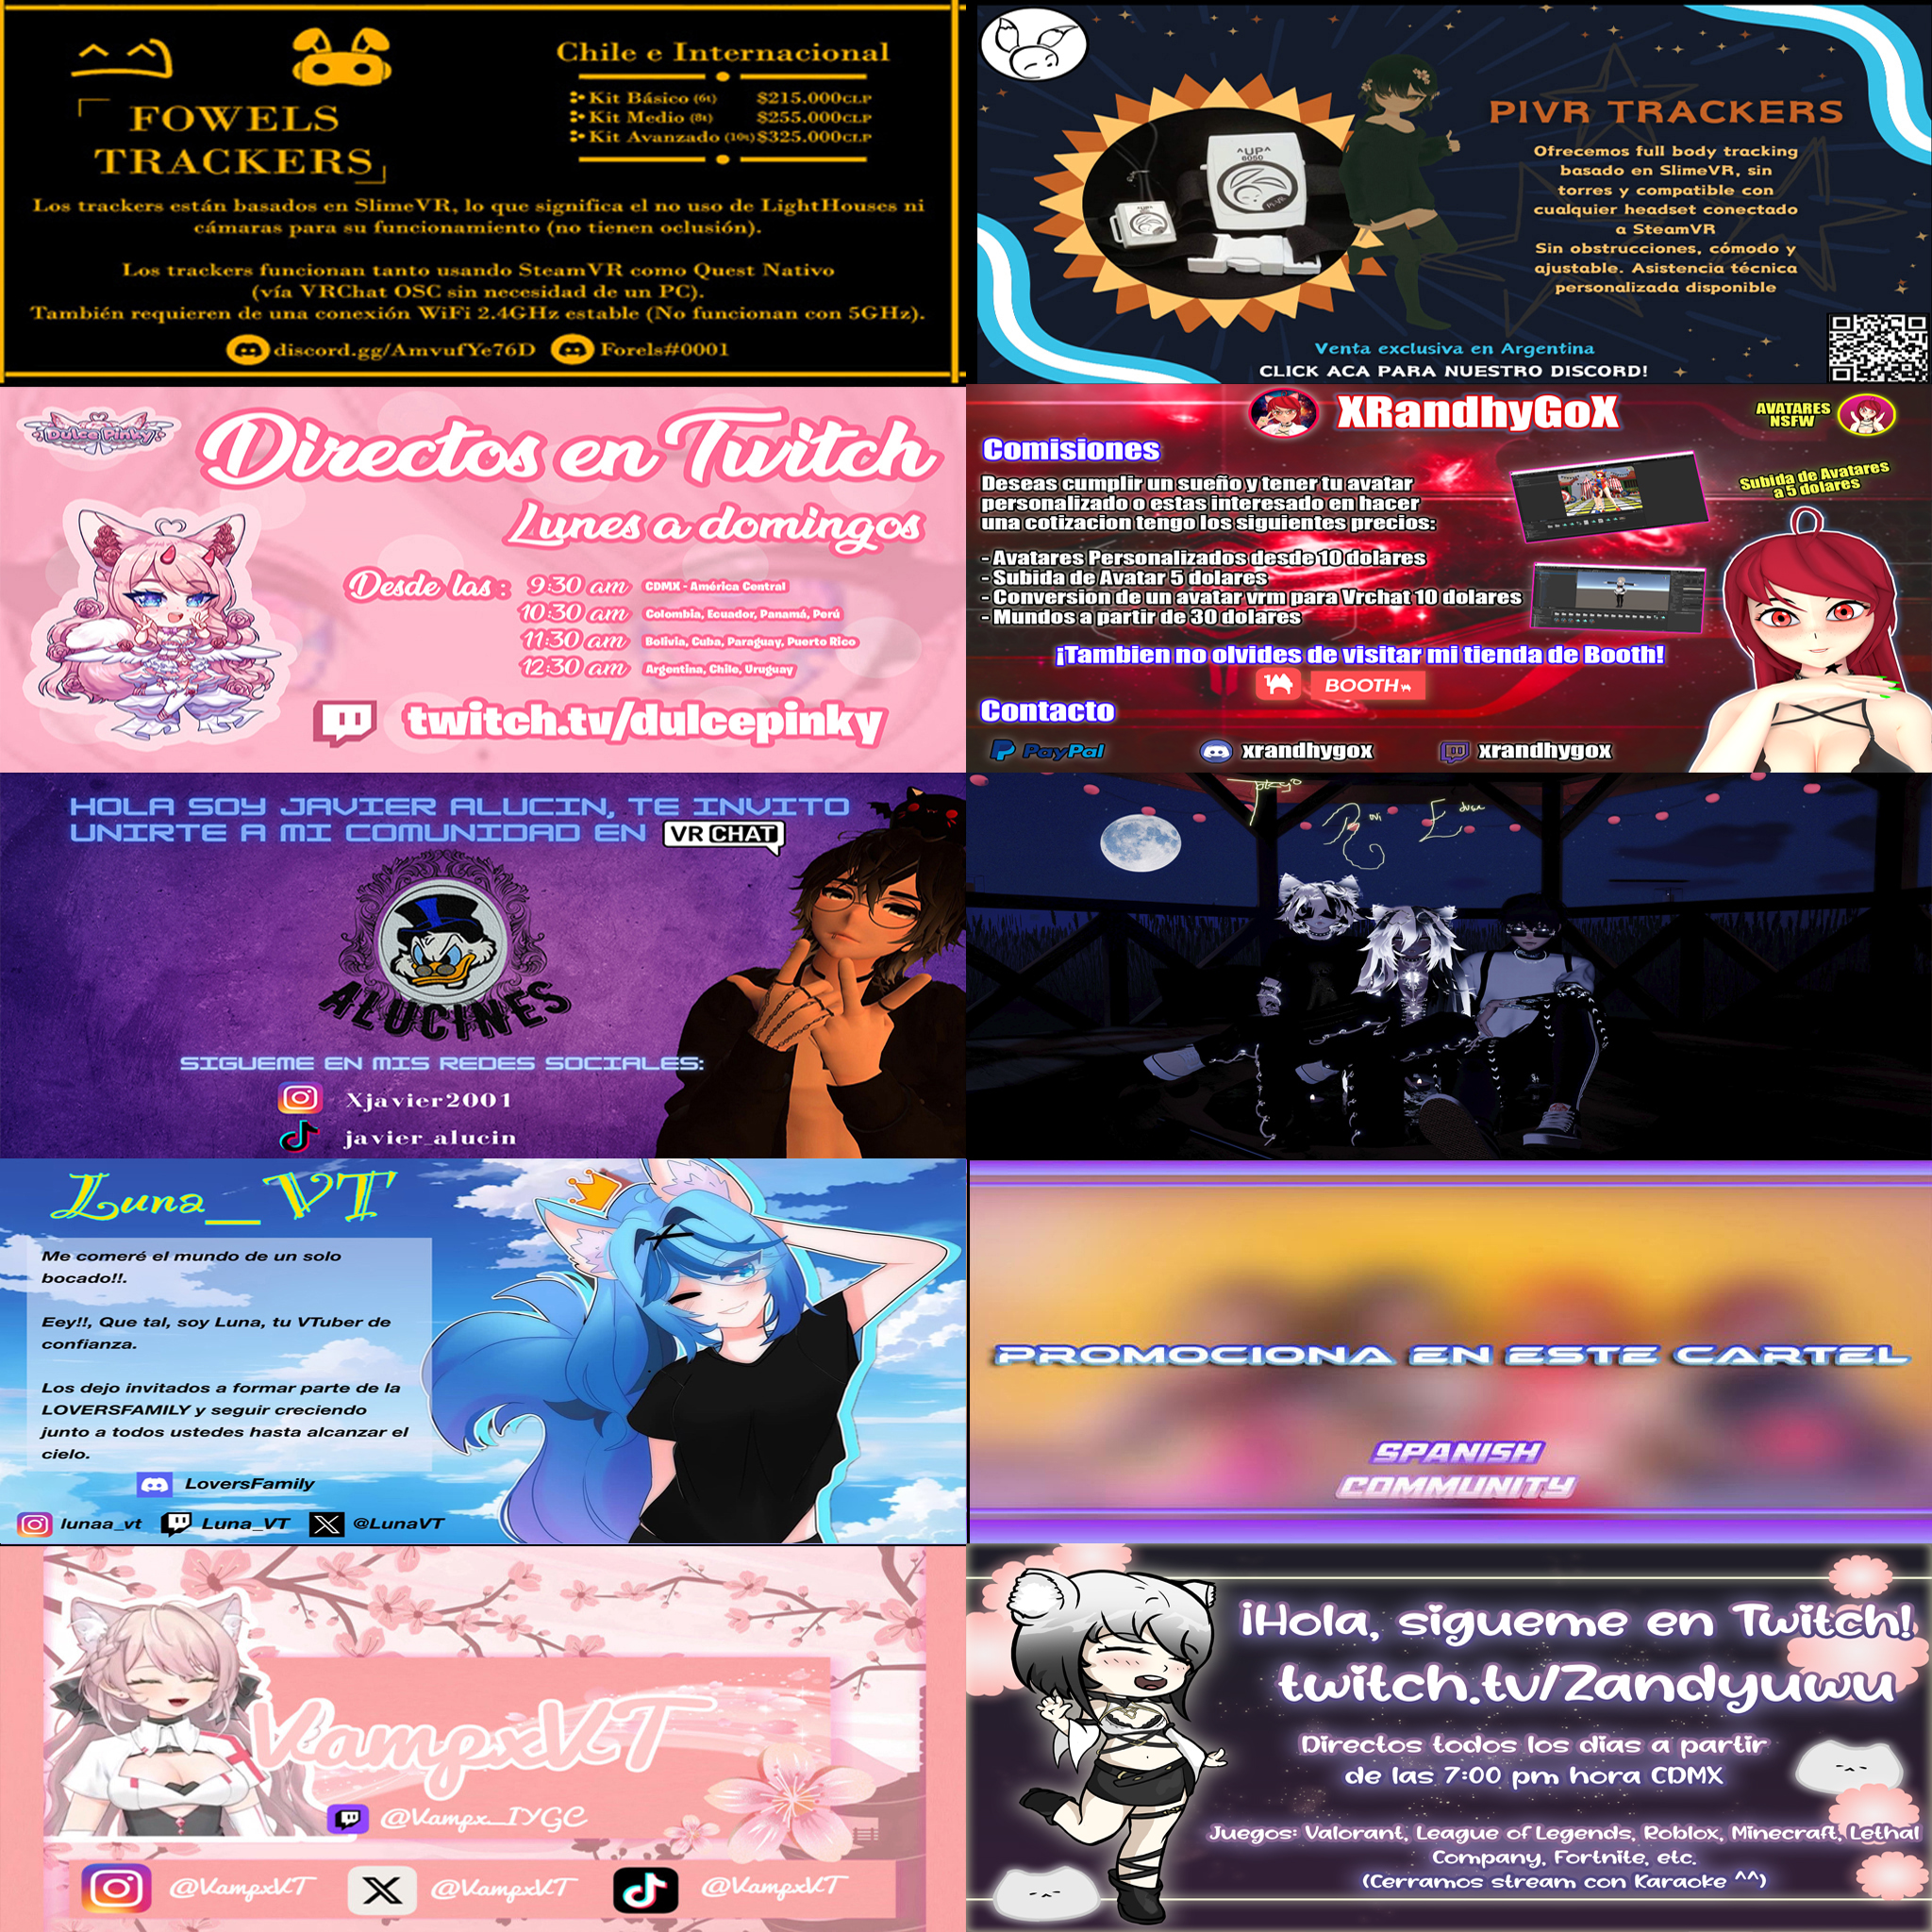 FOWELS
TRACKERS
Chile e Internacional
Kit Básico (6t) $215.000CLP
Kit Medio (8t) $255.000CLP
Kit Avanzado (10t) $325.000CLP
Los trackers están basados en SlimeVR, lo que significa el no uso de LightHouses ni
cámaras para su funcionamiento (no tienen oclusión).
Los trackers funcionan tanto usando SteamVR como Quest Nativo
(vía VRChat OSC sin necesidad de un PC).
También requieren de una conexión WiFi 2.4GHz estable (No funcionan con 5GHz).
discord.gg/AmvufYe76D Forels#0001
^UP^
6050
PIVR TRACKERS
Ofrecemos full body tracking
basado en SlimeVR, sin
torres y compatible con
cualquier headset conectado
a SteamVR
Sin obstrucciones, cómodo y
ajustable. Asistencia técnica
personalizada disponible
Venta exclusiva en Argentina
CLICK ACA PARA NUESTRO DISCORD!
Dulce Pinky
Directos en Twitch
Lunes a domingos
Desde las : 9:30 am CDMX - América Central
10:30 am Colombia, Ecuador, Panamá, Perú
11:30 am Bolivia, Cuba, Paraguay, Puerto Rico
12:30 am Argentina, Chile, Uruguay
twitch.tv/dulcepinky
XRandhyGoX
AVATARES
NSFW
Comisiones
Deseas cumplir un sueño y tener tu avatar
personalizado o estas interesado en hacer
una cotizacion tengo los siguientes precios:
- Avatares Personalizados desde 10 dolares
- Subida de Avatar 5 dolares
- Conversion de un avatar vrm para Vrchat 10 dolares
- Mundos a partir de 30 dolares
Subida de Avatares
a 5 dolares
¡Tambien no olvides de visitar mi tienda de Booth!
BOOTH
Contacto
PayPal xrandhygox xrandhygox
HOLA SOY JAVIER ALUCIN, TE INVITO
UNIRTE A MI COMUNIDAD EN VRCHAT
ALUCINES
SIGUEME EN MIS REDES SOCIALES:
Xjavier2001
javier_alucin
Luna_VT
Me comeré el mundo de un solo
bocado!!.
Eey!!, Que tal, soy Luna, tu VTuber de
confianza.
Los dejo invitados a formar parte de la
LOVERSFAMILY y seguir creciendo
junto a todos ustedes hasta alcanzar el
cielo.
LoversFamily
lunaa_vt Luna_VT @LunaVT
PROMOCIONA EN ESTE CARTEL
SPANISH
COMMUNITY
VampxVT
@Vampx_IYGC
@VampxVT @VampxVT @VampxVT
¡Hola, sigueme en Twitch!
twitch.tv/Zandyuwu
Directos todos los dias a partir
de las 7:00 pm hora CDMX
Juegos: Valorant, League of Legends, Roblox, Minecraft, Lethal
Company, Fortnite, etc.
(Cerramos stream con Karaoke ^^)